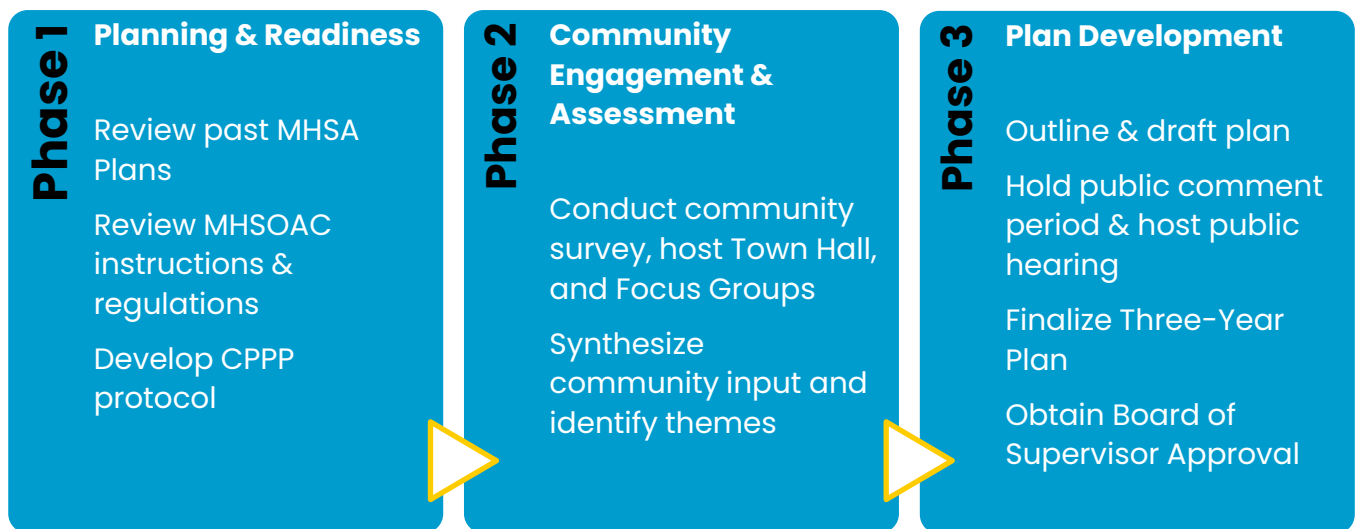 Phase 1
Planning & Readiness
Review past MHSA
Plans
Review MHSOAC
instructions &
regulations
Develop CPPP
protocol
Phase 2
Community
Engagement &
Assessment
Conduct community
survey, host Town Hall,
and Focus Groups
Synthesize
community input and
identify themes
Phase 3
Plan Development
Outline & draft plan
Hold public comment
period & host public
hearing
Finalize Three-Year
Plan
Obtain Board of
Supervisor Approval